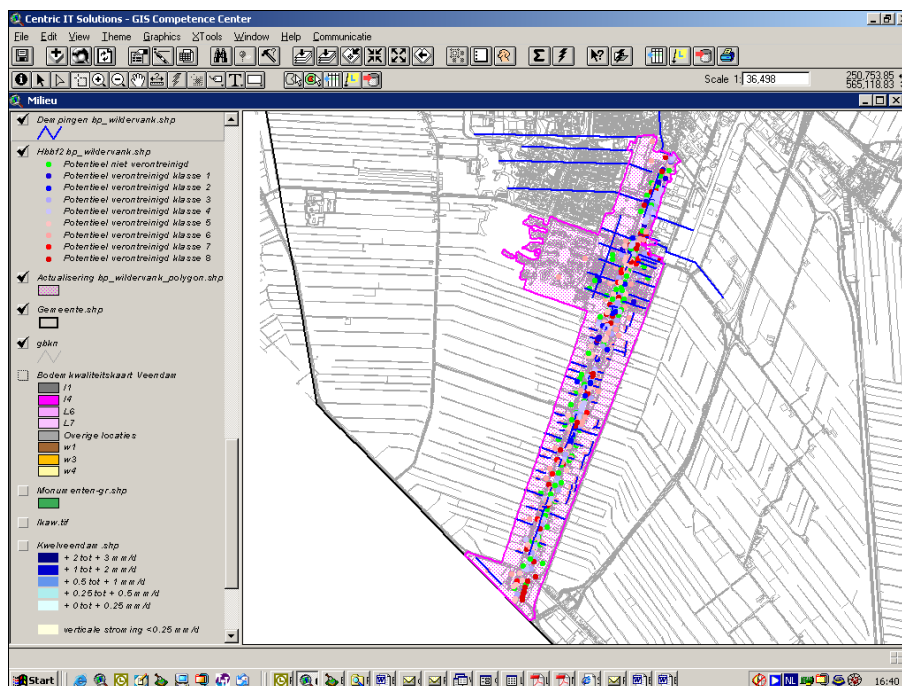 Centric IT Solutions - GIS Competence Center
File Edit View Theme Graphics XTools Window Help Communicatie
Scale 1: 36,498
250,753.85
565,118.83
Milieu
Dempingen bp_wildervank.shp
Hbbf2 bp_wildervank.shp
Potentieel niet verontreinigd
Potentieel verontreinigd klasse 1
Potentieel verontreinigd klasse 2
Potentieel verontreinigd klasse 3
Potentieel verontreinigd klasse 4
Potentieel verontreinigd klasse 5
Potentieel verontreinigd klasse 6
Potentieel verontreinigd klasse 7
Potentieel verontreinigd klasse 8
Actualisering bp_wildervank_polygon.shp
Gemeente.shp
gbkn
Bodemkwaliteitskaart Veendam
l1
l4
L6
L7
Overige locaties
w1
w3
w4
Monumenten-gr.shp
Ikaw.tif
Kwelveendam.shp
+ 2 tot + 3 mm/d
+ 1 tot + 2 mm/d
+ 0.5 tot + 1 mm/d
+ 0.25 tot + 0.5 mm/d
+ 0 tot + 0.25 mm/d
verticale stroming <0.25 mm/d
Start
NL
16:40